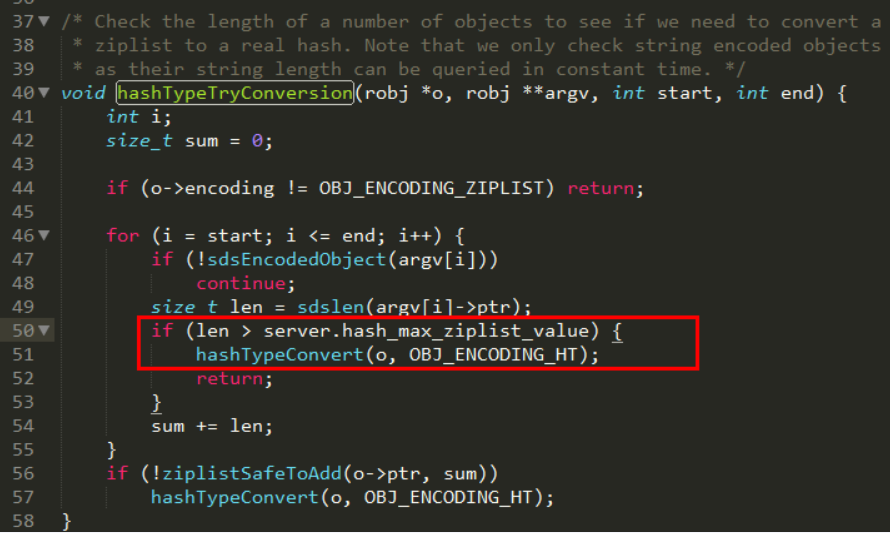 37▼ /* Check the length of a number of objects to see if we need to convert a
38 * ziplist to a real hash. Note that we only check string encoded objects
39 * as their string length can be queried in constant time. */
40▼ void hashTypeTryConversion(robj *o, robj **argv, int start, int end) {
41 int i;
42 size_t sum = 0;
43
44 if (o->encoding != OBJ_ENCODING_ZIPLIST) return;
45
46▼ for (i = start; i <= end; i++) {
47 if (!sdsEncodedObject(argv[i]))
48 continue;
49 size_t len = sdslen(argv[i]->ptr);
50▼ if (len > server.hash_max_ziplist_value) {
51 hashTypeConvert(o, OBJ_ENCODING_HT);
52 return;
53 }
54 sum += len;
55 }
56 if (!ziplistSafeToAdd(o->ptr, sum))
57 hashTypeConvert(o, OBJ_ENCODING_HT);
58 }